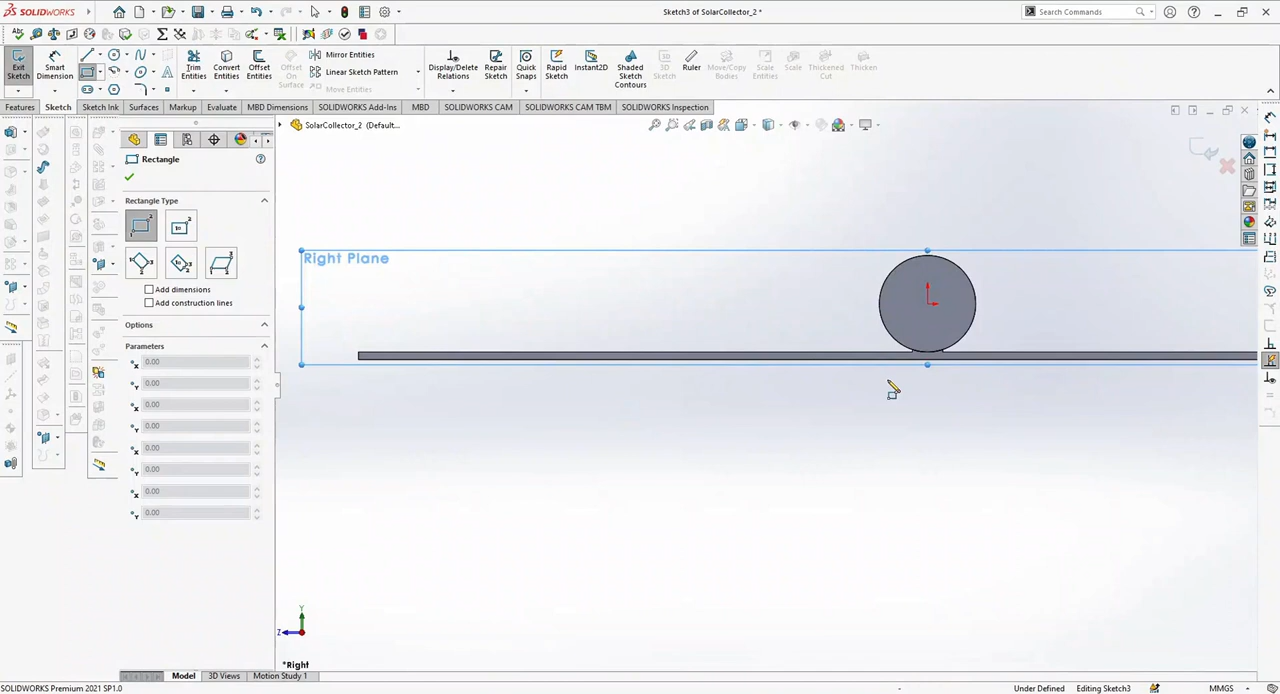 SOLIDWORKS
Sketch3 of SolarCollector_2 *
Search Commands
Exit Sketch
Smart Dimension
Trim Entities
Convert Entities
Offset Entities
Offset On Surface
Mirror Entities
Linear Sketch Pattern
Move Entities
Display/Delete Relations
Repair Sketch
Quick Snaps
Rapid Sketch
Instant2D
Shaded Sketch Contours
3D Sketch
Ruler
Move/Copy Bodies
Scale Entities
Scale
Thickened Cut
Thicken
Features
Sketch
Sketch Ink
Surfaces
Markup
Evaluate
MBD Dimensions
SOLIDWORKS Add-Ins
MBD
SOLIDWORKS CAM
SOLIDWORKS CAM TBM
SOLIDWORKS Inspection
SolarCollector_2 (Default...
Rectangle
Rectangle Type
Add dimensions
Add construction lines
Options
Parameters
0.00
0.00
0.00
0.00
0.00
0.00
0.00
0.00
Right Plane
Y
Z
*Right
Model
3D Views
Motion Study 1
SOLIDWORKS Premium 2021 SP1.0
-
Under Defined
Editing Sketch3
MMGS